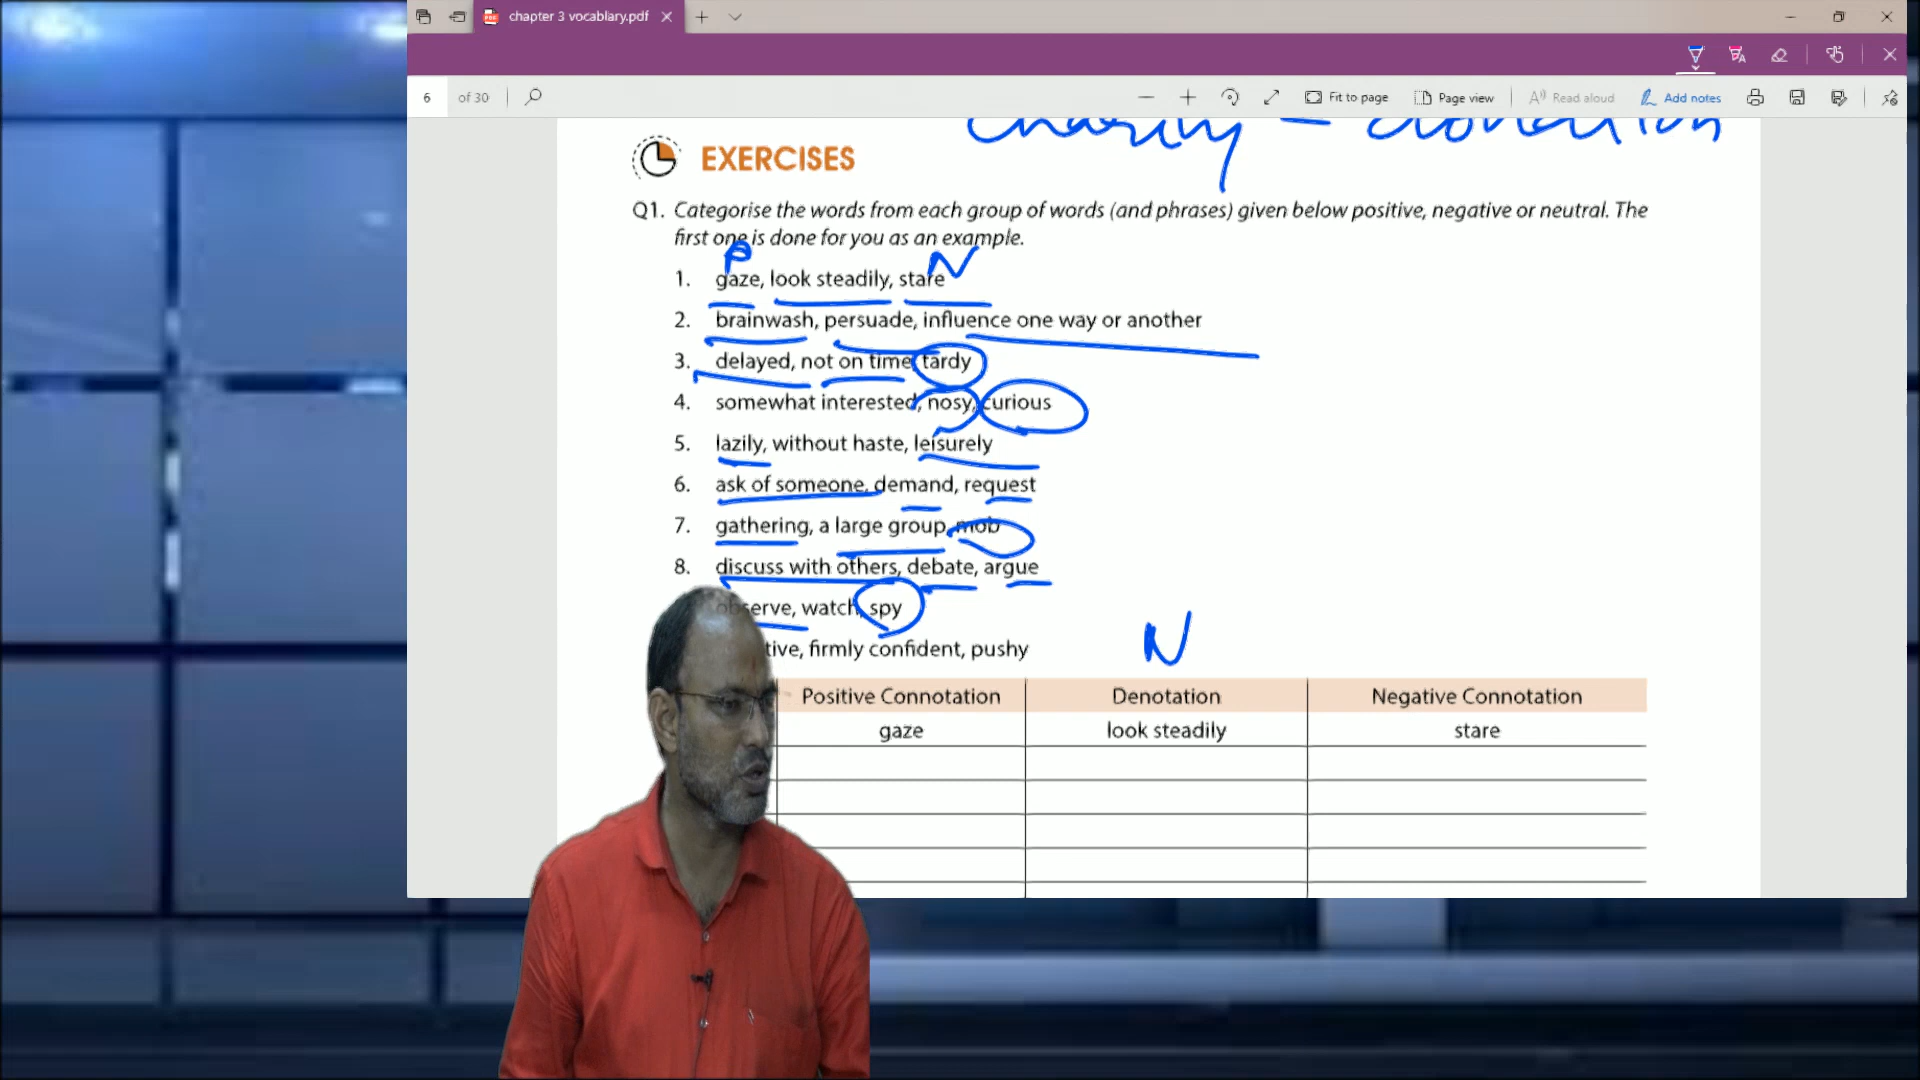 chapter 3 vocablary.pdf
6 of 30 Fit to page Page view Read aloud Add notes
charity - donation
EXERCISES
Q1. Categorise the words from each group of words (and phrases) given below positive, negative or neutral. The
first one is done for you as an example.
P N
1. gaze, look steadily, stare
2. brainwash, persuade, influence one way or another
3. delayed, not on time, tardy
4. somewhat interested, nosy, curious
5. lazily, without haste, leisurely
6. ask of someone, demand, request
7. gathering, a large group, mob
8. discuss with others, debate, argue
observe, watch, spy
tive, firmly confident, pushy
N
Positive Connotation Denotation Negative Connotation
gaze look steadily stare